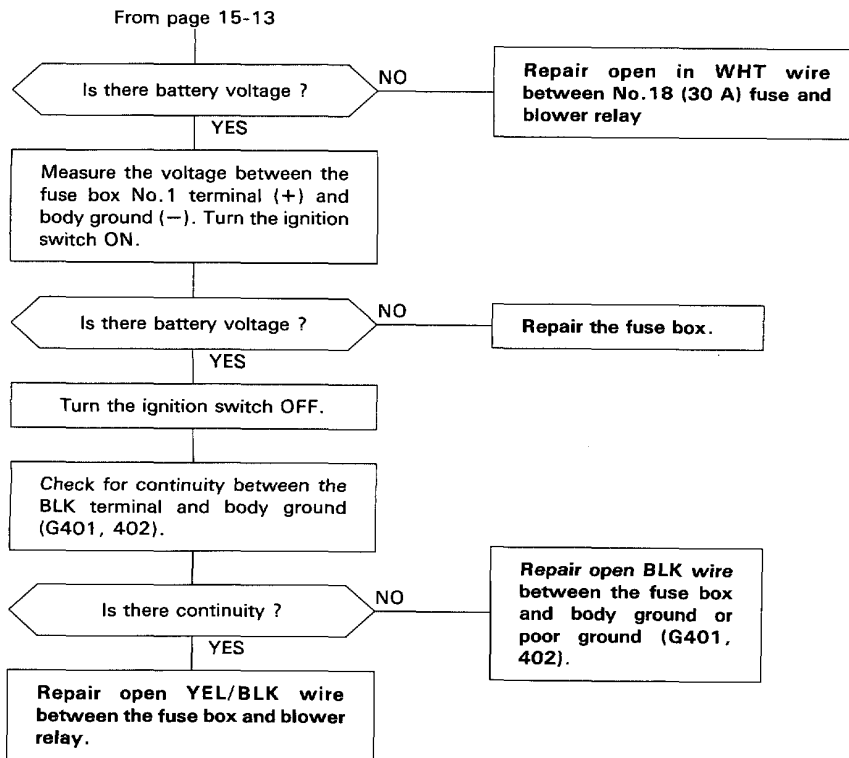 From page 15-13
Is there battery voltage ?
NO
Repair open in WHT wire
between No.18 (30 A) fuse and
blower relay
YES
Measure the voltage between the
fuse box No.1 terminal (+) and
body ground (−). Turn the ignition
switch ON.
Is there battery voltage ?
NO
Repair the fuse box.
YES
Turn the ignition switch OFF.
Check for continuity between the
BLK terminal and body ground
(G401, 402).
Is there continuity ?
NO
Repair open BLK wire
between the fuse box
and body ground or
poor ground (G401,
402).
YES
Repair open YEL/BLK wire
between the fuse box and blower
relay.